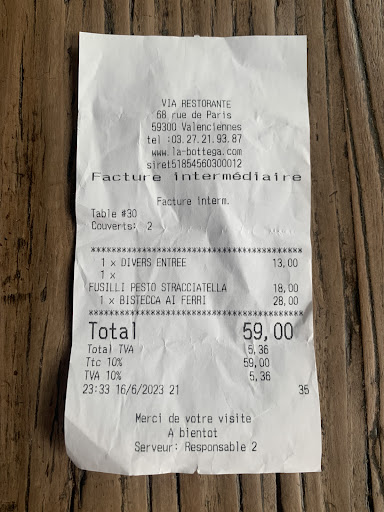 VIA RESTORANTE
68 rue de Paris
59300 Valenciennes
tel :03.27.21.93.87
www.la-bottega.com
siret51854560300012
Facture intermédiaire
Facture interm.
Table #30
Couverts: 2
****************************************
1 x DIVERS ENTREE 13,00
1 x
FUSILLI PESTO STRACCIATELLA 18,00
1 x BISTECCA AI FERRI 28,00
****************************************
Total 59,00
Total TVA 5,36
Ttc 10% 59,00
TVA 10% 5,36
23:33 16/6/2023 21 35
Merci de votre visite
A bientot
Serveur: Responsable 2